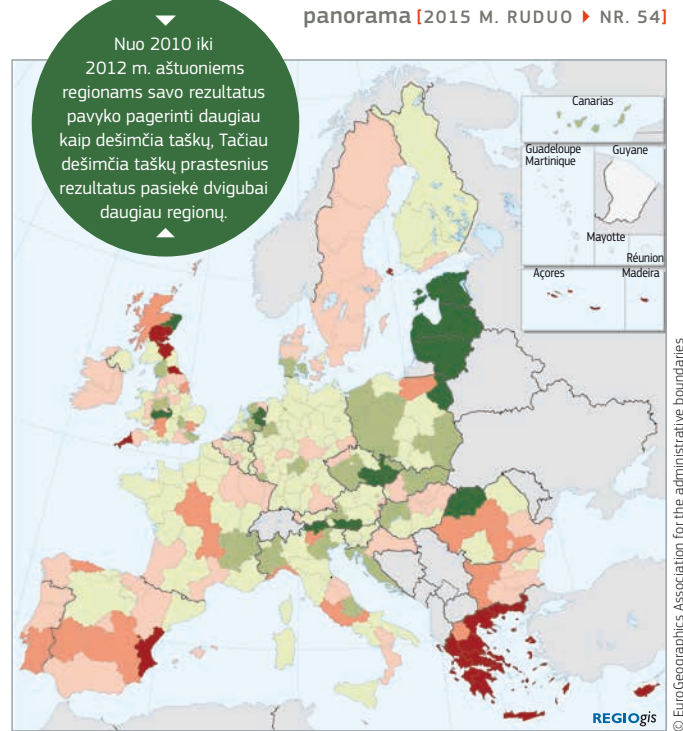 panorama [2015 M. RUDUO ▸ NR. 54]
Nuo 2010 iki
2012 m. aštuoniems
regionams savo rezultatus
pavyko pagerinti daugiau
kaip dešimčia taškų, Tačiau
dešimčia taškų prastesnius
rezultatus pasiekė dvigubai
daugiau regionų.
Canarias
Guadeloupe
Martinique
Guyane
Mayotte
Réunion
Açores
Madeira
REGIOgis
© EuroGeographics Association for the administrative boundaries